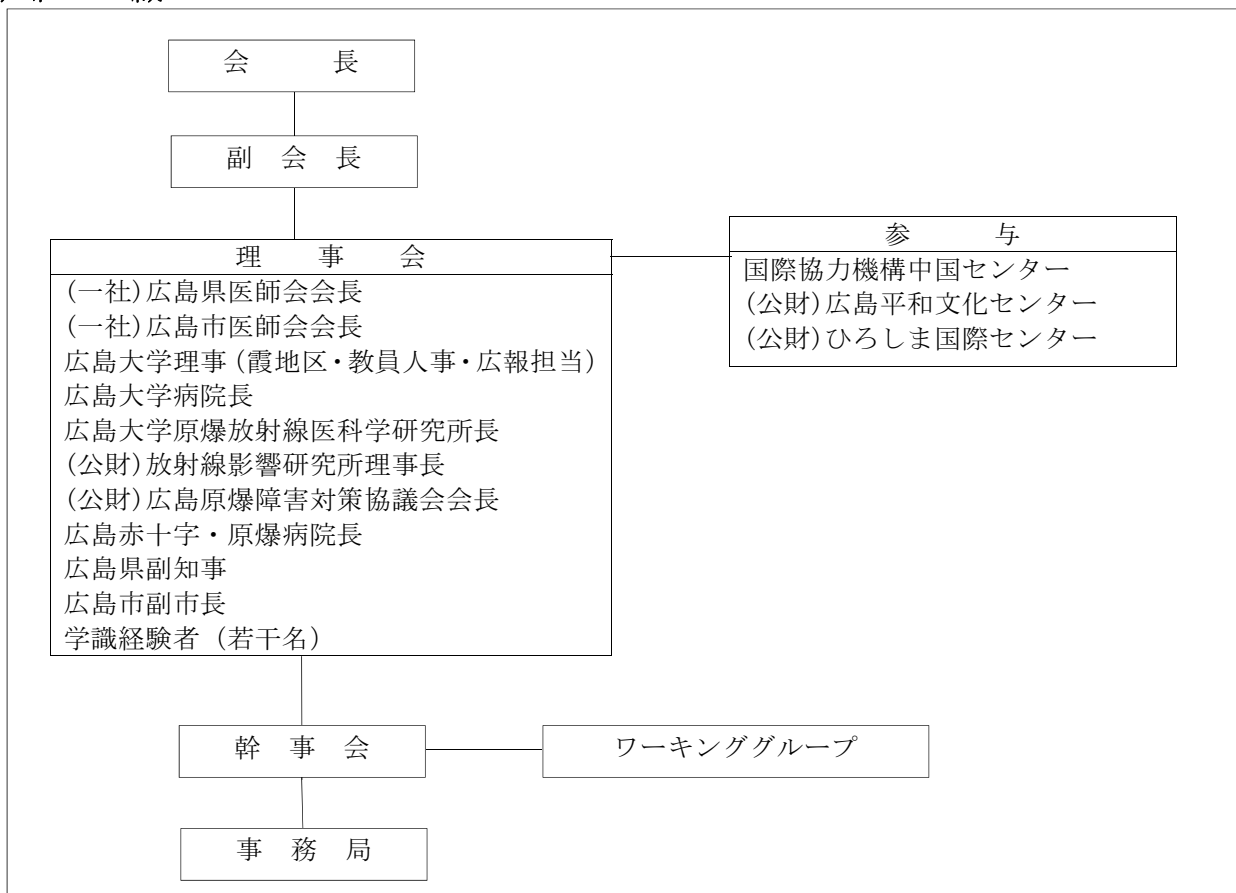 会長
副会長
理事会
(一社)広島県医師会会長
(一社)広島市医師会会長
広島大学理事(霞地区・教員人事・広報担当)
広島大学病院長
広島大学原爆放射線医科学研究所長
(公財)放射線影響研究所理事長
(公財)広島原爆障害対策協議会会長
広島赤十字・原爆病院長
広島県副知事
広島市副市長
学識経験者(若干名)
参与
国際協力機構中国センター
(公財)広島平和文化センター
(公財)ひろしま国際センター
幹事会
ワーキンググループ
事務局